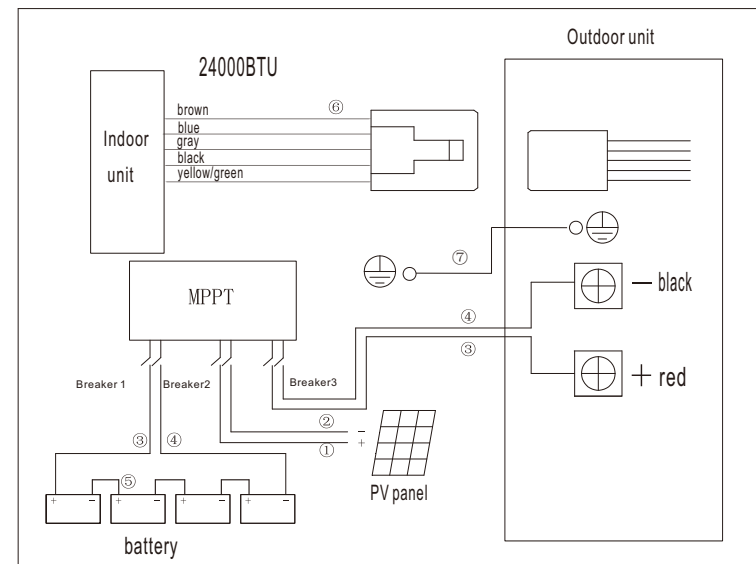 Outdoor unit
24000BTU
brown
⑥
blue
gray
black
yellow/green
Indoor
unit
⑦
MPPT
— black
④
③
+ red
Breaker 1
Breaker2
Breaker3
②
−
①
+
③
④
⑤
+ − + − + − + −
PV panel
battery